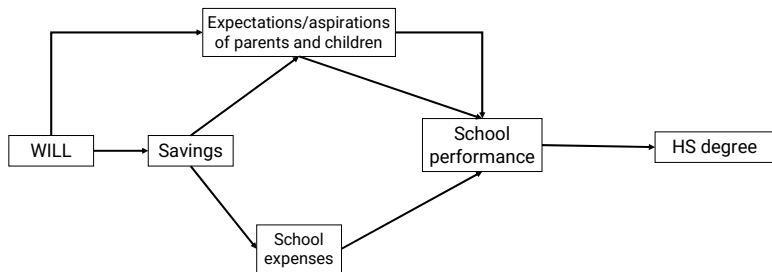 Expectations/aspirations
of parents and children
WILL
Savings
School
performance
HS degree
School
expenses